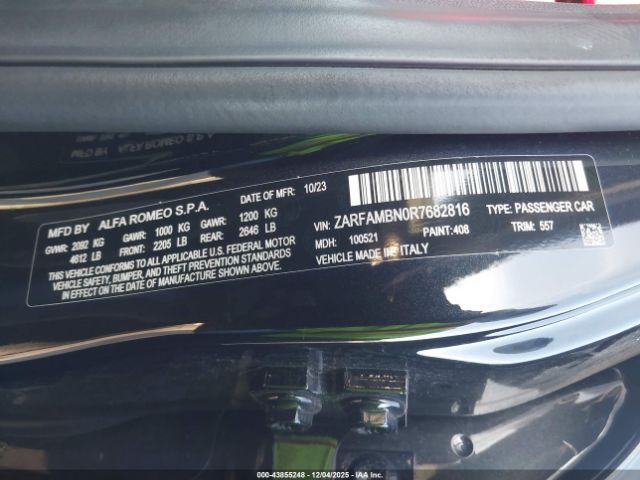 MFD BY: ALFA ROMEO S.P.A. DATE OF MFR: 10/23
GVWR: 2092 KG GAWR: 1000 KG GAWR: 1200 KG
4612 LB FRONT: 2205 LB REAR: 2646 LB
THIS VEHICLE CONFORMS TO ALL APPLICABLE U.S. FEDERAL MOTOR
VEHICLE SAFETY, BUMPER, AND THEFT PREVENTION STANDARDS
IN EFFECT ON THE DATE OF MANUFACTURE SHOWN ABOVE
VIN: ZARFAMBN0R7682816 TYPE: PASSENGER CAR
MDH: 100521 PAINT: 408 TRIM: 557
VEHICLE MADE IN: ITALY
000-43855248 - 12/04/2025 - IAA Inc.